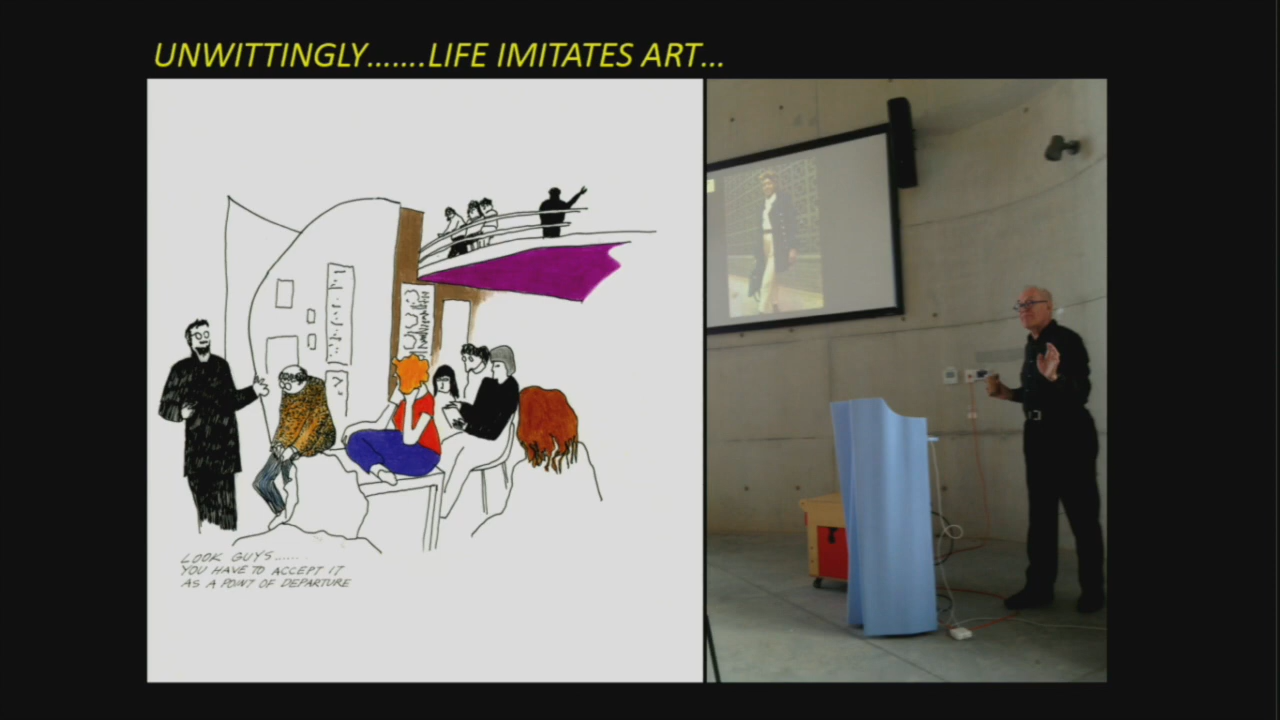 UNWITTINGLY.......LIFE IMITATES ART...
LOOK GUYS......
YOU HAVE TO ACCEPT IT
AS A POINT OF DEPARTURE